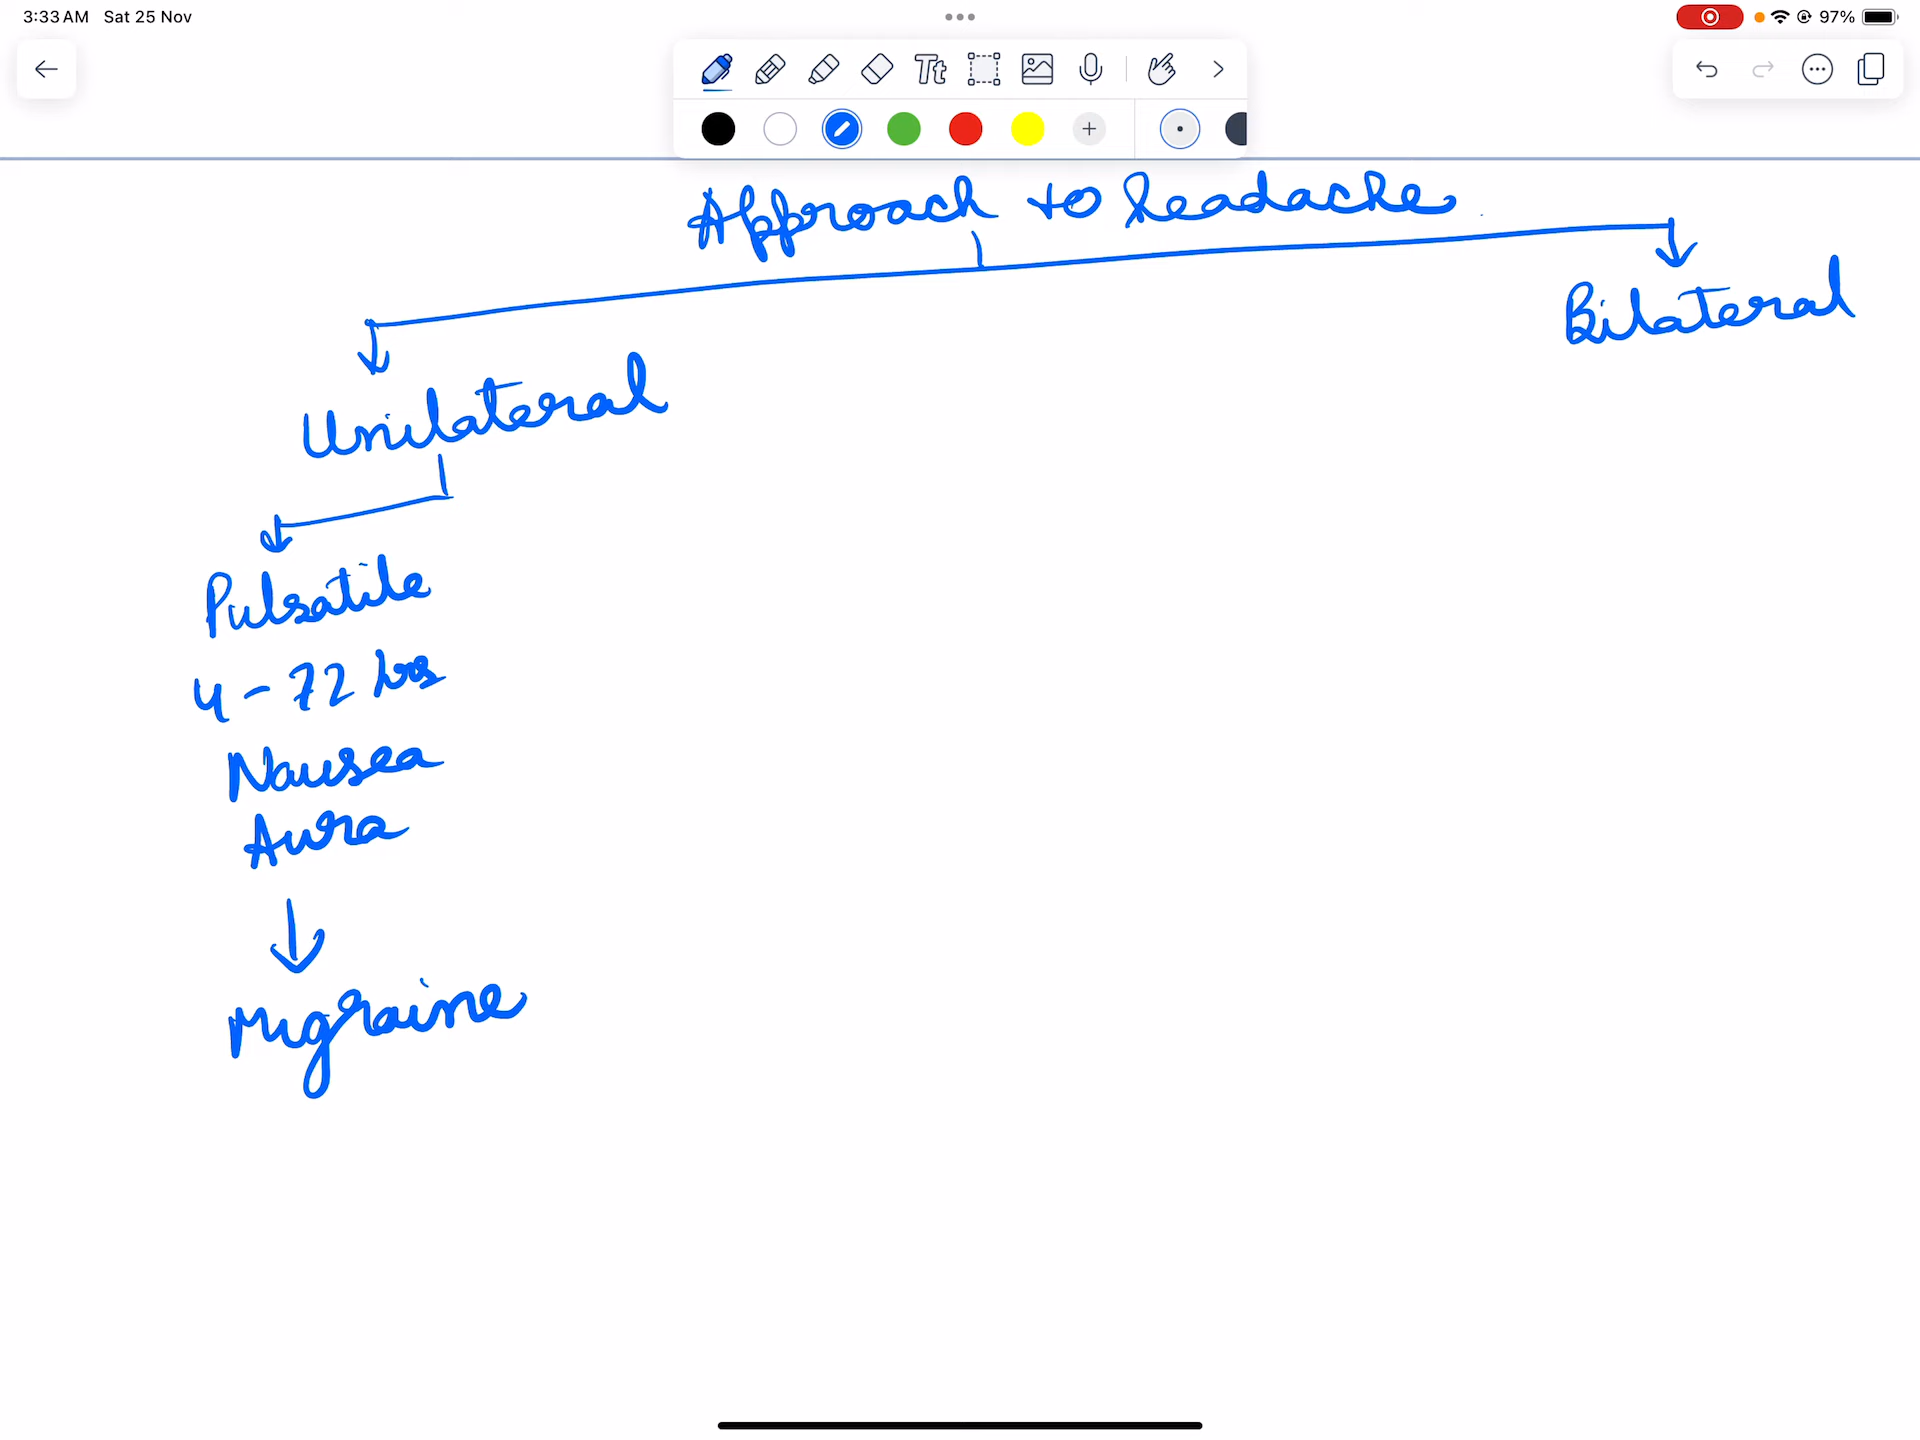 3:33 AM Sat 25 Nov
97%
Tt
Approach to headache
Bilateral
Unilateral
Pulsatile
4-72 hrs
Nausea
Aura
Migraine